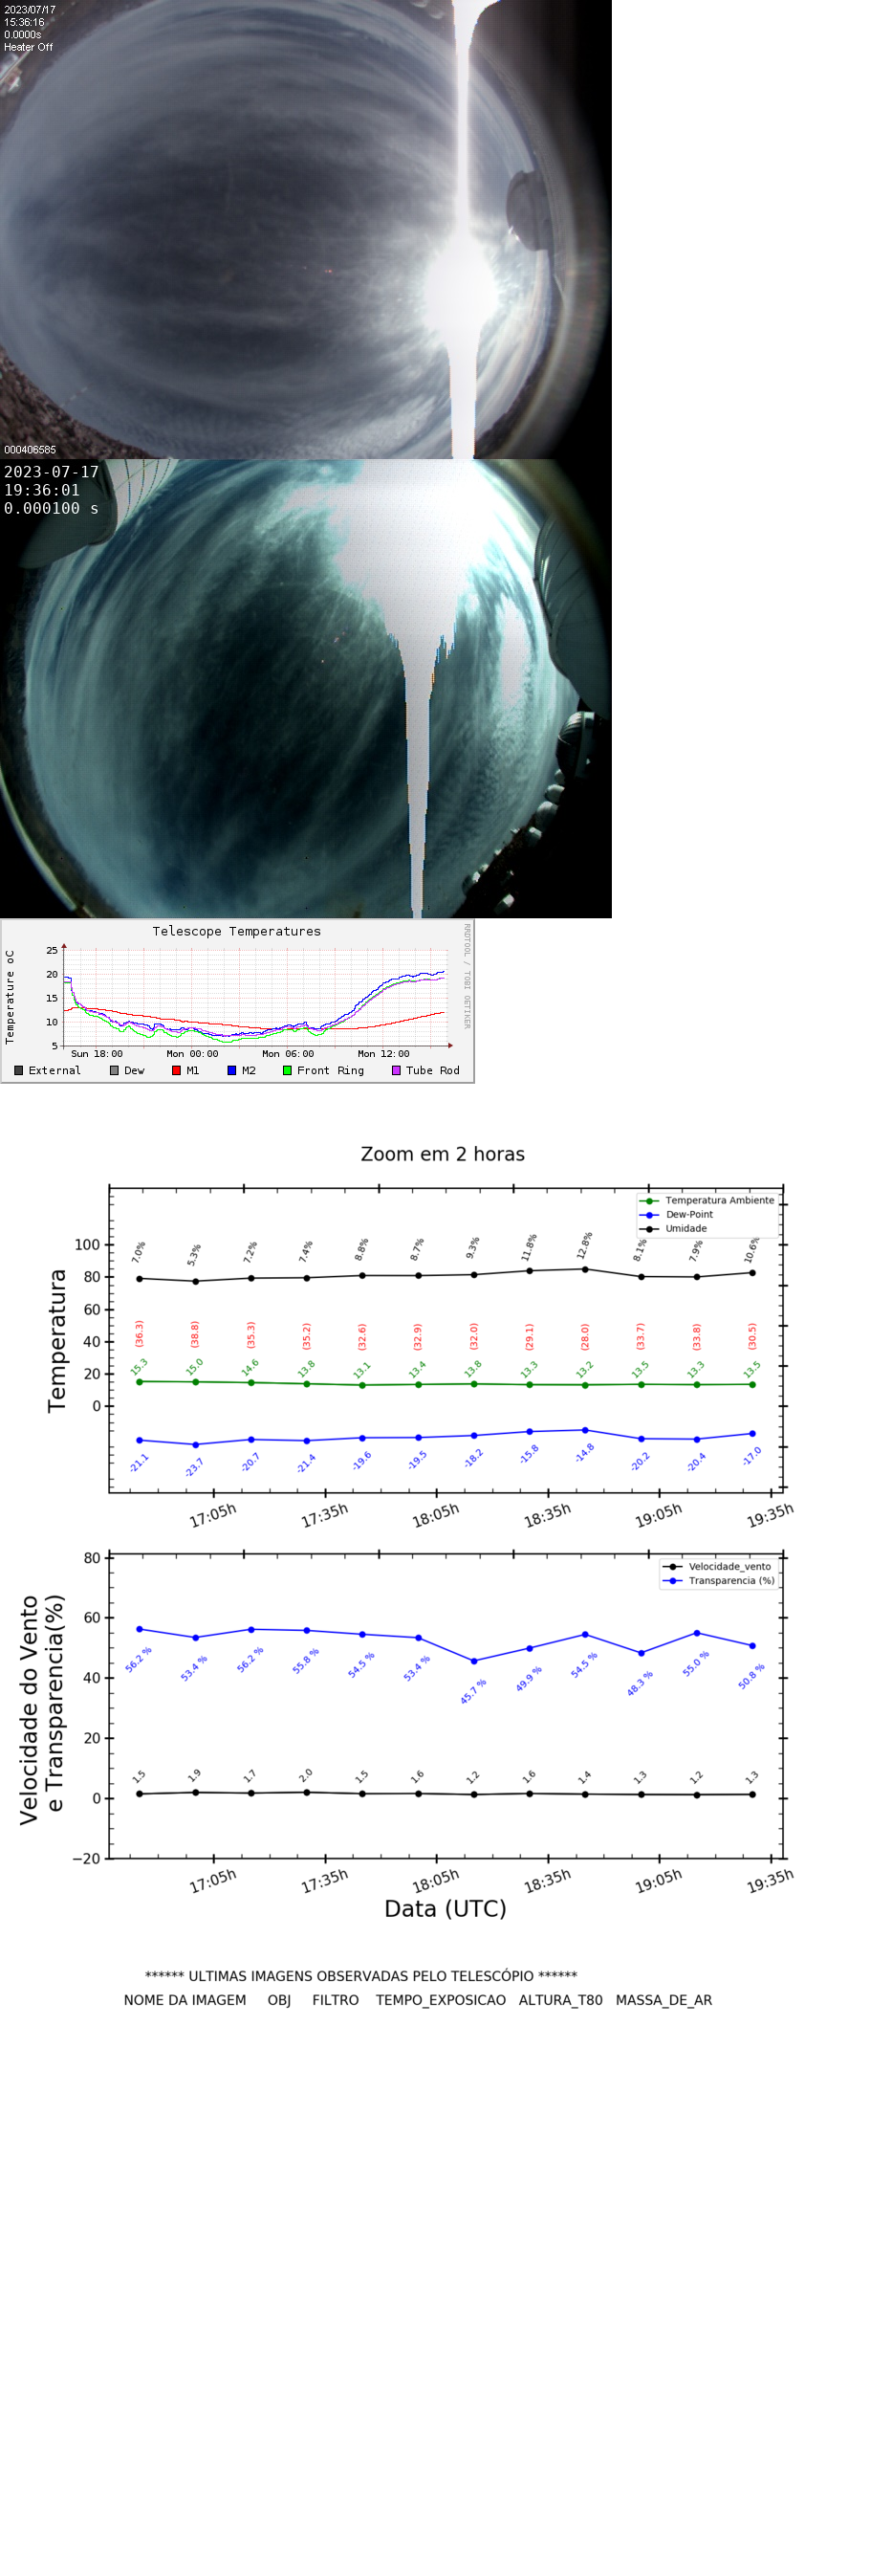 2023/07/17
15:36:16
0.0000s
Heater Off
000406585
2023-07-17
19:36:01
0.000100 s
Telescope Temperatures
RRDTOOL / TOBI OETIKER
Temperature oC
25
20
15
10
5
Sun 18:00 Mon 00:00 Mon 06:00 Mon 12:00
External Dew M1 M2 Front Ring Tube Rod
Zoom em 2 horas
Temperatura Ambiente
Dew-Point
Umidade
Temperatura
100
80
60
40
20
0
7.0% 5.3% 7.2% 7.4% 8.8% 8.7% 9.3% 11.8% 12.8% 8.1% 7.9% 10.6%
(36.3) (38.8) (35.3) (35.2) (32.6) (32.9) (32.0) (29.1) (28.0) (33.7) (33.8) (30.5)
15.3 15.0 14.6 13.8 13.1 13.4 13.8 13.3 13.2 13.5 13.3 13.5
-21.1 -23.7 -20.7 -21.4 -19.6 -19.5 -18.2 -15.8 -14.8 -20.2 -20.4 -17.0
17:05h 17:35h 18:05h 18:35h 19:05h 19:35h
Velocidade_vento
Transparencia (%)
Velocidade do Vento
e Transparencia(%)
80
60
40
20
0
−20
56.2 % 53.4 % 56.2 % 55.8 % 54.5 % 53.4 % 45.7 % 49.9 % 54.5 % 48.3 % 55.0 % 50.8 %
1.5 1.9 1.7 2.0 1.5 1.6 1.2 1.6 1.4 1.3 1.2 1.3
17:05h 17:35h 18:05h 18:35h 19:05h 19:35h
Data (UTC)
****** ULTIMAS IMAGENS OBSERVADAS PELO TELESCÓPIO ******
NOME DA IMAGEM OBJ FILTRO TEMPO_EXPOSICAO ALTURA_T80 MASSA_DE_AR